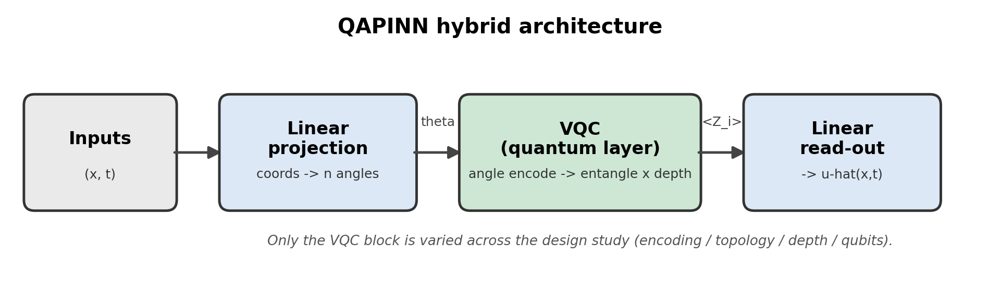 QAPINN hybrid architecture
Inputs
(x, t)
Linear
projection
coords -> n angles
theta
VQC
(quantum layer)
angle encode -> entangle x depth
<Z_i>
Linear
read-out
-> u-hat(x,t)
Only the VQC block is varied across the design study (encoding / topology / depth / qubits).